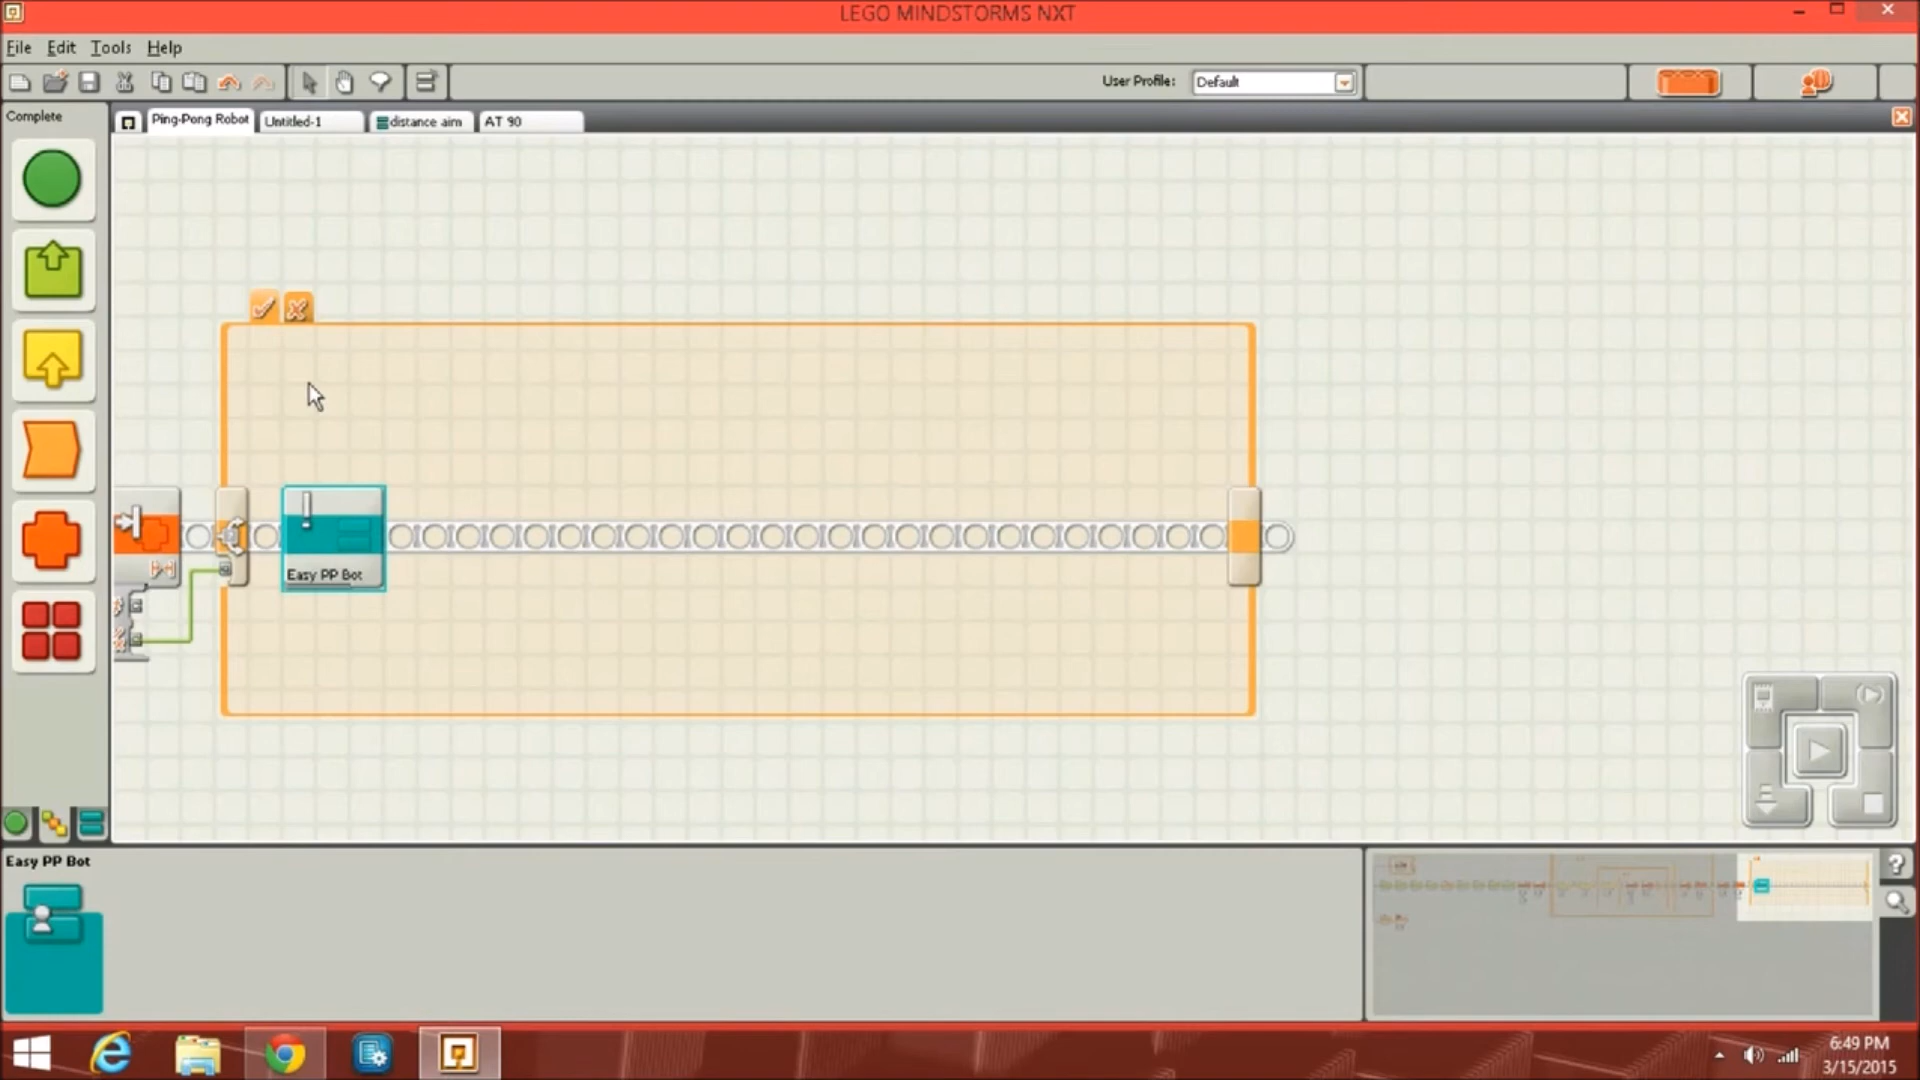 LEGO MINDSTORMS NXT
File Edit Tools Help
User Profile: Default
Complete
Ping-Pong Robot Untitled-1 distance aim AT 90
Easy PP Bot
Easy PP Bot
?
6:49 PM
3/15/2015